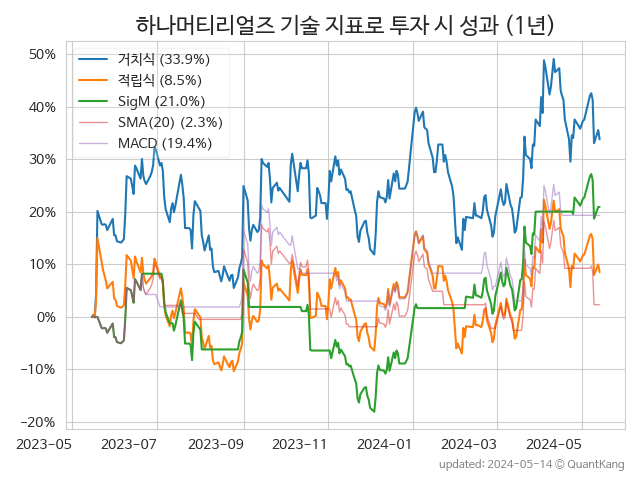 하나머티리얼즈 기술 지표로 투자 시 성과 (1년)
거치식 (33.9%)
적립식 (8.5%)
SigM (21.0%)
SMA(20) (2.3%)
MACD (19.4%)
50%
40%
30%
20%
10%
0%
−10%
−20%
2023-05 2023-07 2023-09 2023-11 2024-01 2024-03 2024-05
updated: 2024-05-14 ⓒ QuantKang